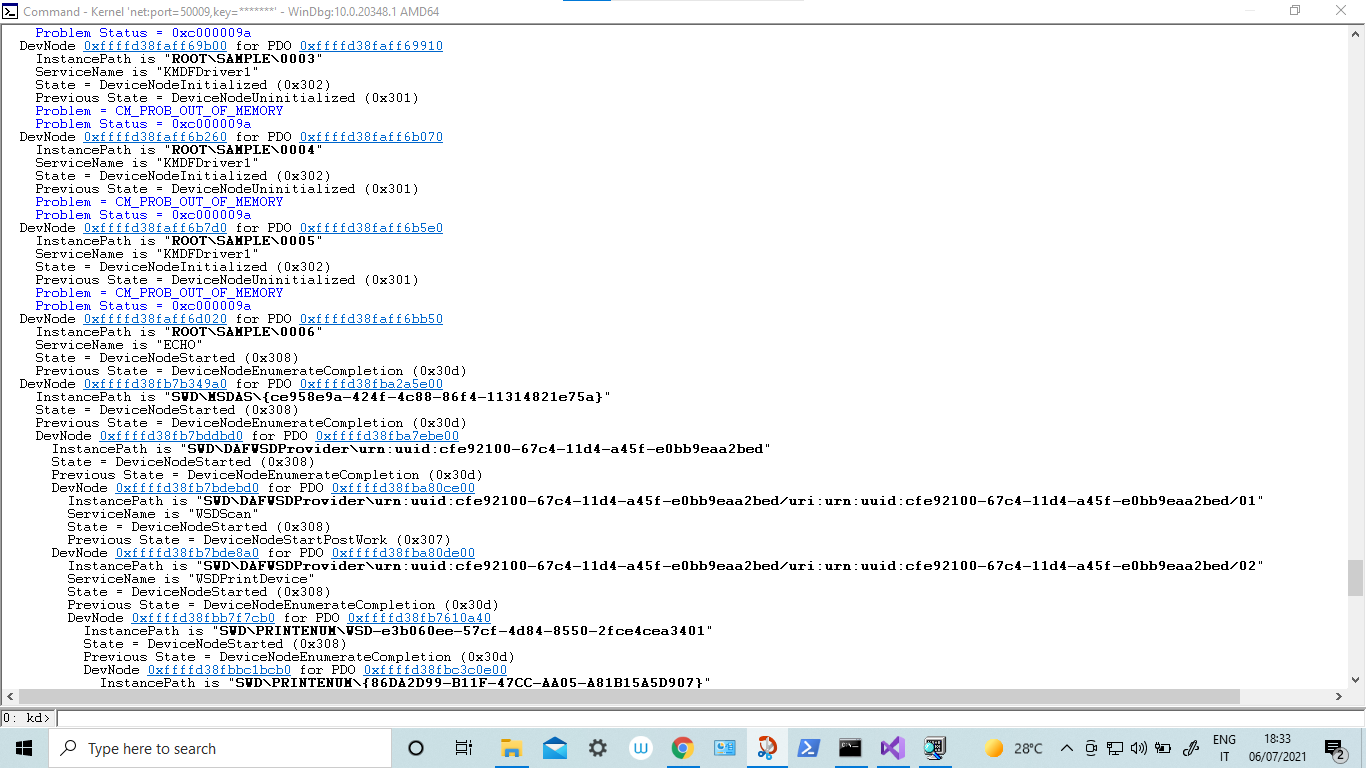 Command - Kernel 'net:port=50009,key=*******' - WinDbg:10.0.20348.1 AMD64
Problem Status = 0xc000009a
DevNode 0xffffd38faff69b00 for PDO 0xffffd38faff69910
InstancePath is "ROOT\SAMPLE\0003"
ServiceName is "KMDFDriver1"
State = DeviceNodeInitialized (0x302)
Previous State = DeviceNodeUninitialized (0x301)
Problem = CM_PROB_OUT_OF_MEMORY
Problem Status = 0xc000009a
DevNode 0xffffd38faff6b260 for PDO 0xffffd38faff6b070
InstancePath is "ROOT\SAMPLE\0004"
ServiceName is "KMDFDriver1"
State = DeviceNodeInitialized (0x302)
Previous State = DeviceNodeUninitialized (0x301)
Problem = CM_PROB_OUT_OF_MEMORY
Problem Status = 0xc000009a
DevNode 0xffffd38faff6b7d0 for PDO 0xffffd38faff6b5e0
InstancePath is "ROOT\SAMPLE\0005"
ServiceName is "KMDFDriver1"
State = DeviceNodeInitialized (0x302)
Previous State = DeviceNodeUninitialized (0x301)
Problem = CM_PROB_OUT_OF_MEMORY
Problem Status = 0xc000009a
DevNode 0xffffd38faff6d020 for PDO 0xffffd38faff6bb50
InstancePath is "ROOT\SAMPLE\0006"
ServiceName is "ECHO"
State = DeviceNodeStarted (0x308)
Previous State = DeviceNodeEnumerateCompletion (0x30d)
DevNode 0xffffd38fb7b349a0 for PDO 0xffffd38fba2a5e00
InstancePath is "SWD\MSDAS\{ce958e9a-424f-4c88-86f4-11314821e75a}"
State = DeviceNodeStarted (0x308)
Previous State = DeviceNodeEnumerateCompletion (0x30d)
DevNode 0xffffd38fb7bddbd0 for PDO 0xffffd38fba7ebe00
InstancePath is "SWD\DAFWSDProvider\urn:uuid:cfe92100-67c4-11d4-a45f-e0bb9eaa2bed"
State = DeviceNodeStarted (0x308)
Previous State = DeviceNodeEnumerateCompletion (0x30d)
DevNode 0xffffd38fb7bdebd0 for PDO 0xffffd38fba80ce00
InstancePath is "SWD\DAFWSDProvider\urn:uuid:cfe92100-67c4-11d4-a45f-e0bb9eaa2bed/uri:urn:uuid:cfe92100-67c4-11d4-a45f-e0bb9eaa2bed/01"
ServiceName is "WSDScan"
State = DeviceNodeStarted (0x308)
Previous State = DeviceNodeStartPostWork (0x307)
DevNode 0xffffd38fb7bde8a0 for PDO 0xffffd38fba80de00
InstancePath is "SWD\DAFWSDProvider\urn:uuid:cfe92100-67c4-11d4-a45f-e0bb9eaa2bed/uri:urn:uuid:cfe92100-67c4-11d4-a45f-e0bb9eaa2bed/02"
ServiceName is "WSDPrintDevice"
State = DeviceNodeStarted (0x308)
Previous State = DeviceNodeEnumerateCompletion (0x30d)
DevNode 0xffffd38fbb7f7cb0 for PDO 0xffffd38fb7610a40
InstancePath is "SWD\PRINTENUM\WSD-e3b060ee-57cf-4d84-8550-2fce4cea3401"
State = DeviceNodeStarted (0x308)
Previous State = DeviceNodeEnumerateCompletion (0x30d)
DevNode 0xffffd38fbbc1bcb0 for PDO 0xffffd38fbc3c0e00
InstancePath is "SWD\PRINTENUM\{86DA2D99-B11F-47CC-AA05-A81B15A5D907}"
0: kd>
Type here to search
28°C
ENG
IT
18:33
06/07/2021
2